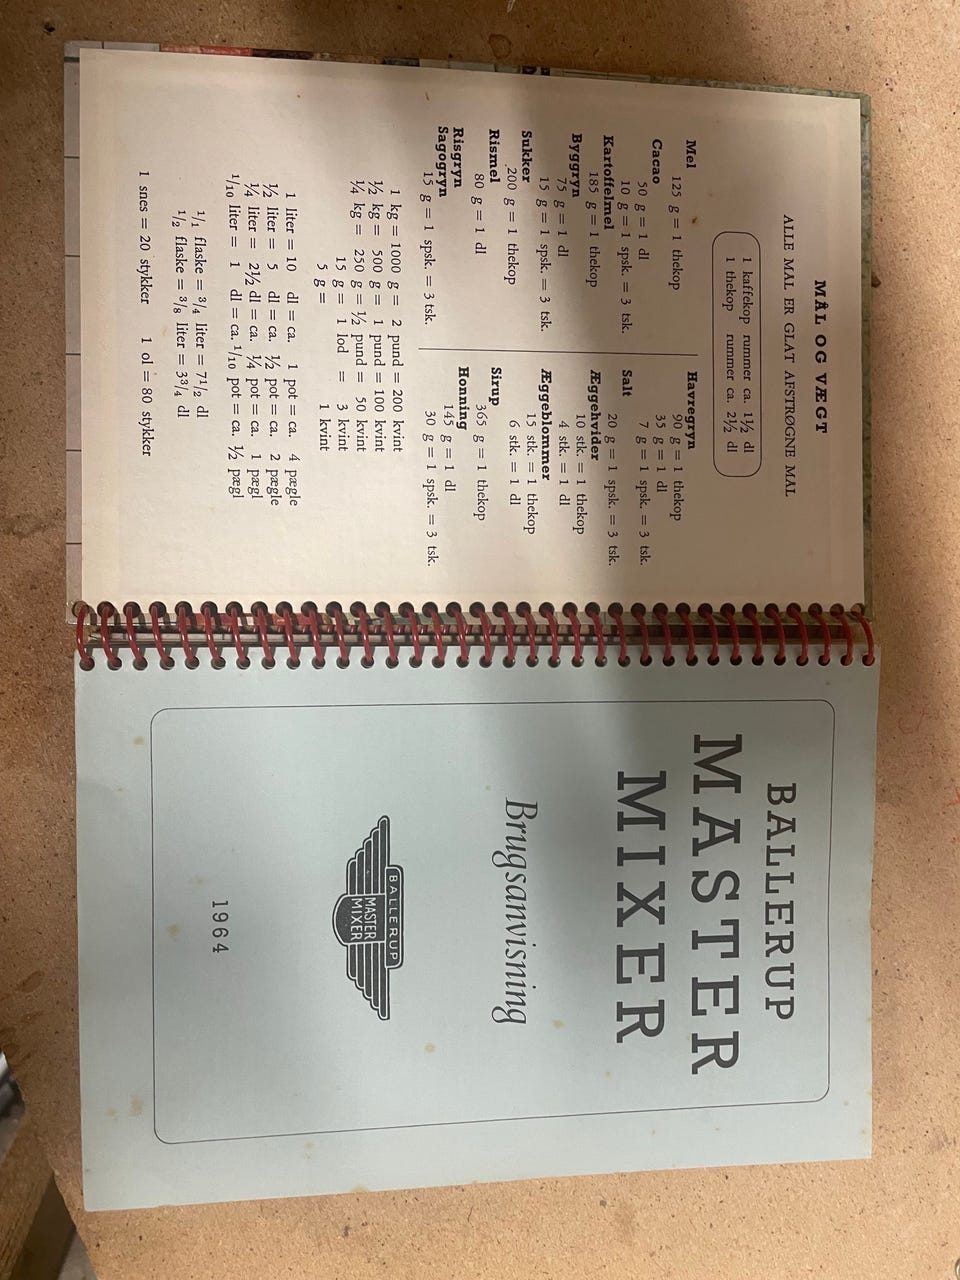 MÅL OG VÆGT
ALLE MAL ER GLAT AFSTRØGNE MAL
1 kaffekop rummer ca. 1½ dl
1 thekop rummer ca. 2½ dl
Mel
125 g = 1 thekop
Cacao
50 g = 1 dl
10 g = 1 spsk. = 3 tsk.
Kartoffelmel
185 g = 1 thekop
Byggryn
75 g = 1 dl
15 g = 1 spsk. = 3 tsk.
Sukker
200 g = 1 thekop
Rismel
80 g = 1 dl
Risgryn
Sagogryn
15 g = 1 spsk. = 3 tsk.
Havregryn
90 g = 1 thekop
35 g = 1 dl
7 g = 1 spsk. = 3 tsk.
Salt
20 g = 1 spsk. = 3 tsk.
Æggehvider
10 stk. = 1 thekop
4 stk. = 1 dl
Æggeblommer
15 stk. = 1 thekop
6 stk. = 1 dl
Sirup
365 g = 1 thekop
Honning
145 g = 1 dl
30 g = 1 spsk. = 3 tsk.
1 kg = 1000 g = 2 pund = 200 kvint
½ kg = 500 g = 1 pund = 100 kvint
¼ kg = 250 g = ½ pund = 50 kvint
15 g = 1 lod = 3 kvint
5 g = 1 kvint
1 liter = 10 dl = ca. 1 pot = ca. 4 pægle
½ liter = 5 dl = ca. ½ pot = ca. 2 pægle
¼ liter = 2½ dl = ca. ¼ pot = ca. 1 pægl
1/10 liter = 1 dl = ca. 1/10 pot = ca. ½ pægl
1/1 flaske = 3/4 liter = 7 1/2 dl
1/2 flaske = 3/8 liter = 3 3/4 dl
1 snes = 20 stykker 1 ol = 80 stykker
BALLERUP
MASTER
MIXER
Brugsanvisning
BALLERUP
MASTER
MIXER
1964